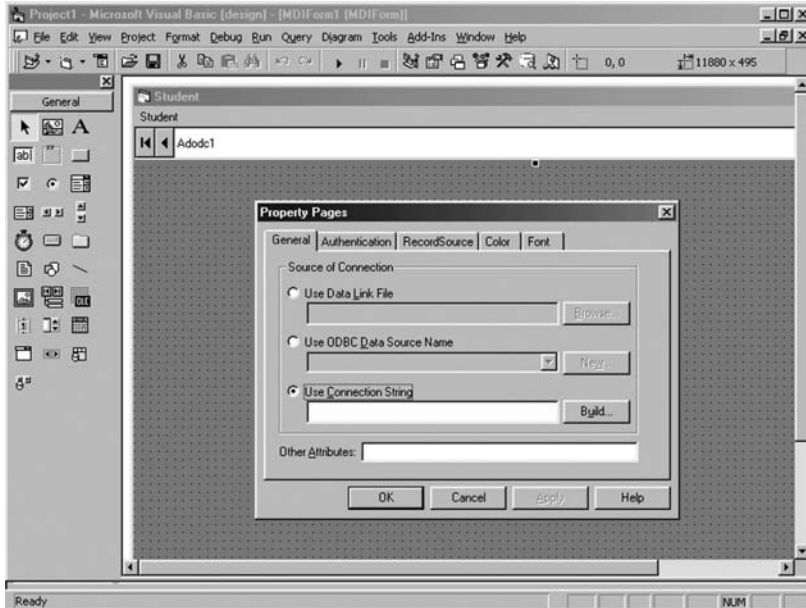 Project1 - Microsoft Visual Basic [design] - [MDIForm1 [MDIForm]]
File Edit View Project Format Debug Run Query Diagram Tools Add-Ins Window Help
0, 0 11880 x 495
General
A
ab|
OLE
Student
Student
Adodc1
Property Pages
General Authentication RecordSource Color Font
Source of Connection
Use Data Link File
Browse...
Use ODBC Data Source Name
New...
Use Connection String
Build...
Other Attributes:
OK Cancel Apply Help
Ready NUM